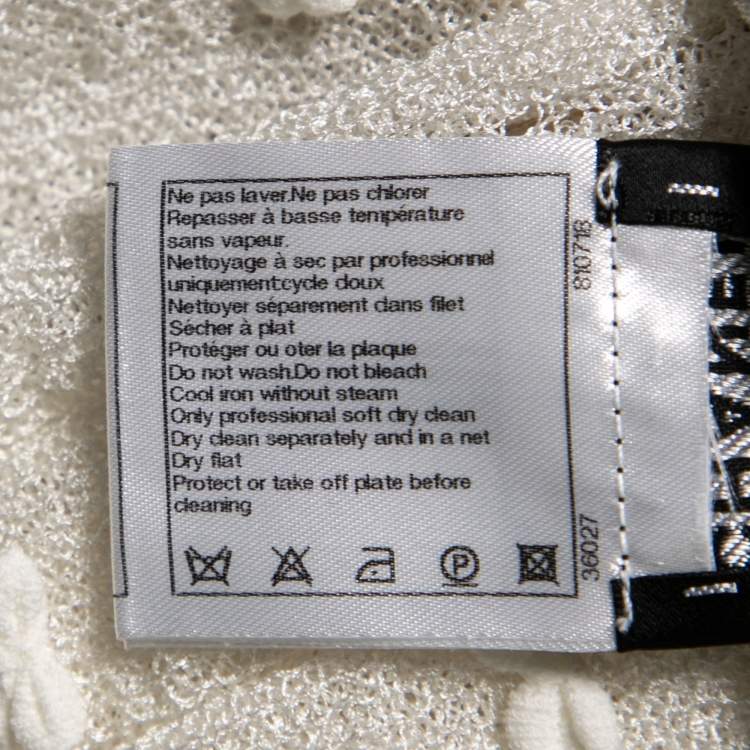 Ne pas laver.Ne pas chlorer
Repasser à basse température
sans vapeur.
Nettoyage à sec par professionnel
uniquement:cycle doux
Nettoyer séparement dans filet
Sécher à plat
Protéger ou oter la plaque
Do not wash.Do not bleach
Cool iron without steam
Only professional soft dry clean
Dry clean separately and in a net
Dry flat
Protect or take off plate before
cleaning
P
810718
36027